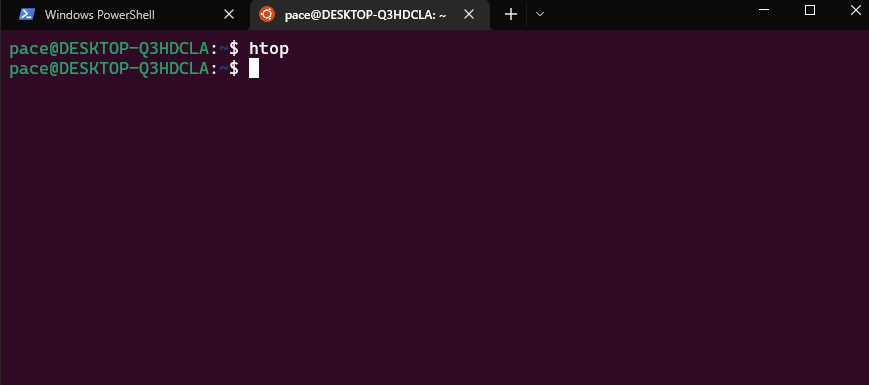 Windows PowerShell pace@DESKTOP-Q3HDCLA: ~
pace@DESKTOP-Q3HDCLA:~$ htop
pace@DESKTOP-Q3HDCLA:~$